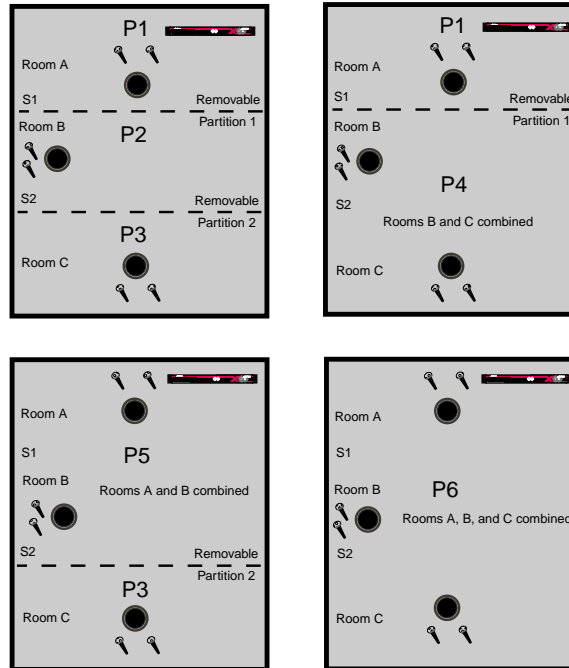 P1
Room A
S1
Removable
Partition 1
Room B
P2
S2
Removable
Partition 2
P3
Room C
P1
Room A
S1
Removable
Partition 1
Room B
P4
S2
Rooms B and C combined
Room C
Room A
S1
P5
Room B
Rooms A and B combined
S2
Removable
Partition 2
P3
Room C
Room A
S1
Room B
P6
Rooms A, B, and C combined
S2
Room C